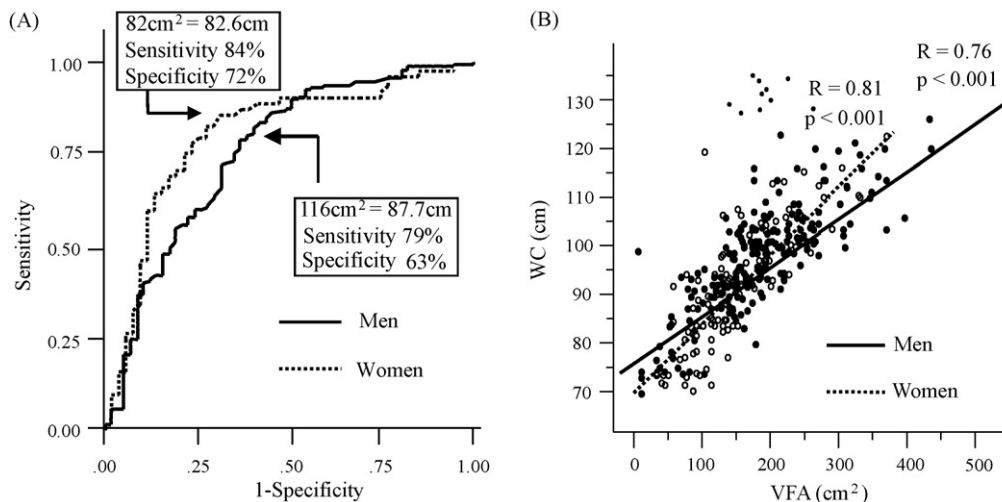 (A)
82cm² = 82.6cm
Sensitivity 84%
Specificity 72%
116cm² = 87.7cm
Sensitivity 79%
Specificity 63%
Men
Women
Sensitivity
1.00
0.75
0.50
0.25
0.00
.00
.25
.50
.75
1.00
1-Specificity
(B)
R = 0.76
p < 0.001
R = 0.81
p < 0.001
Men
Women
WC (cm)
130
120
110
100
90
80
70
0
100
200
300
400
500
VFA (cm²)